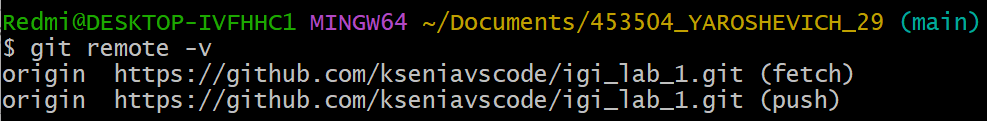 Redmi@DESKTOP-IVFHHC1 MINGW64 ~/Documents/453504_YAROSHEVICH_29 (main)
$ git remote -v
origin  https://github.com/kseniavscode/igi_lab_1.git (fetch)
origin  https://github.com/kseniavscode/igi_lab_1.git (push)